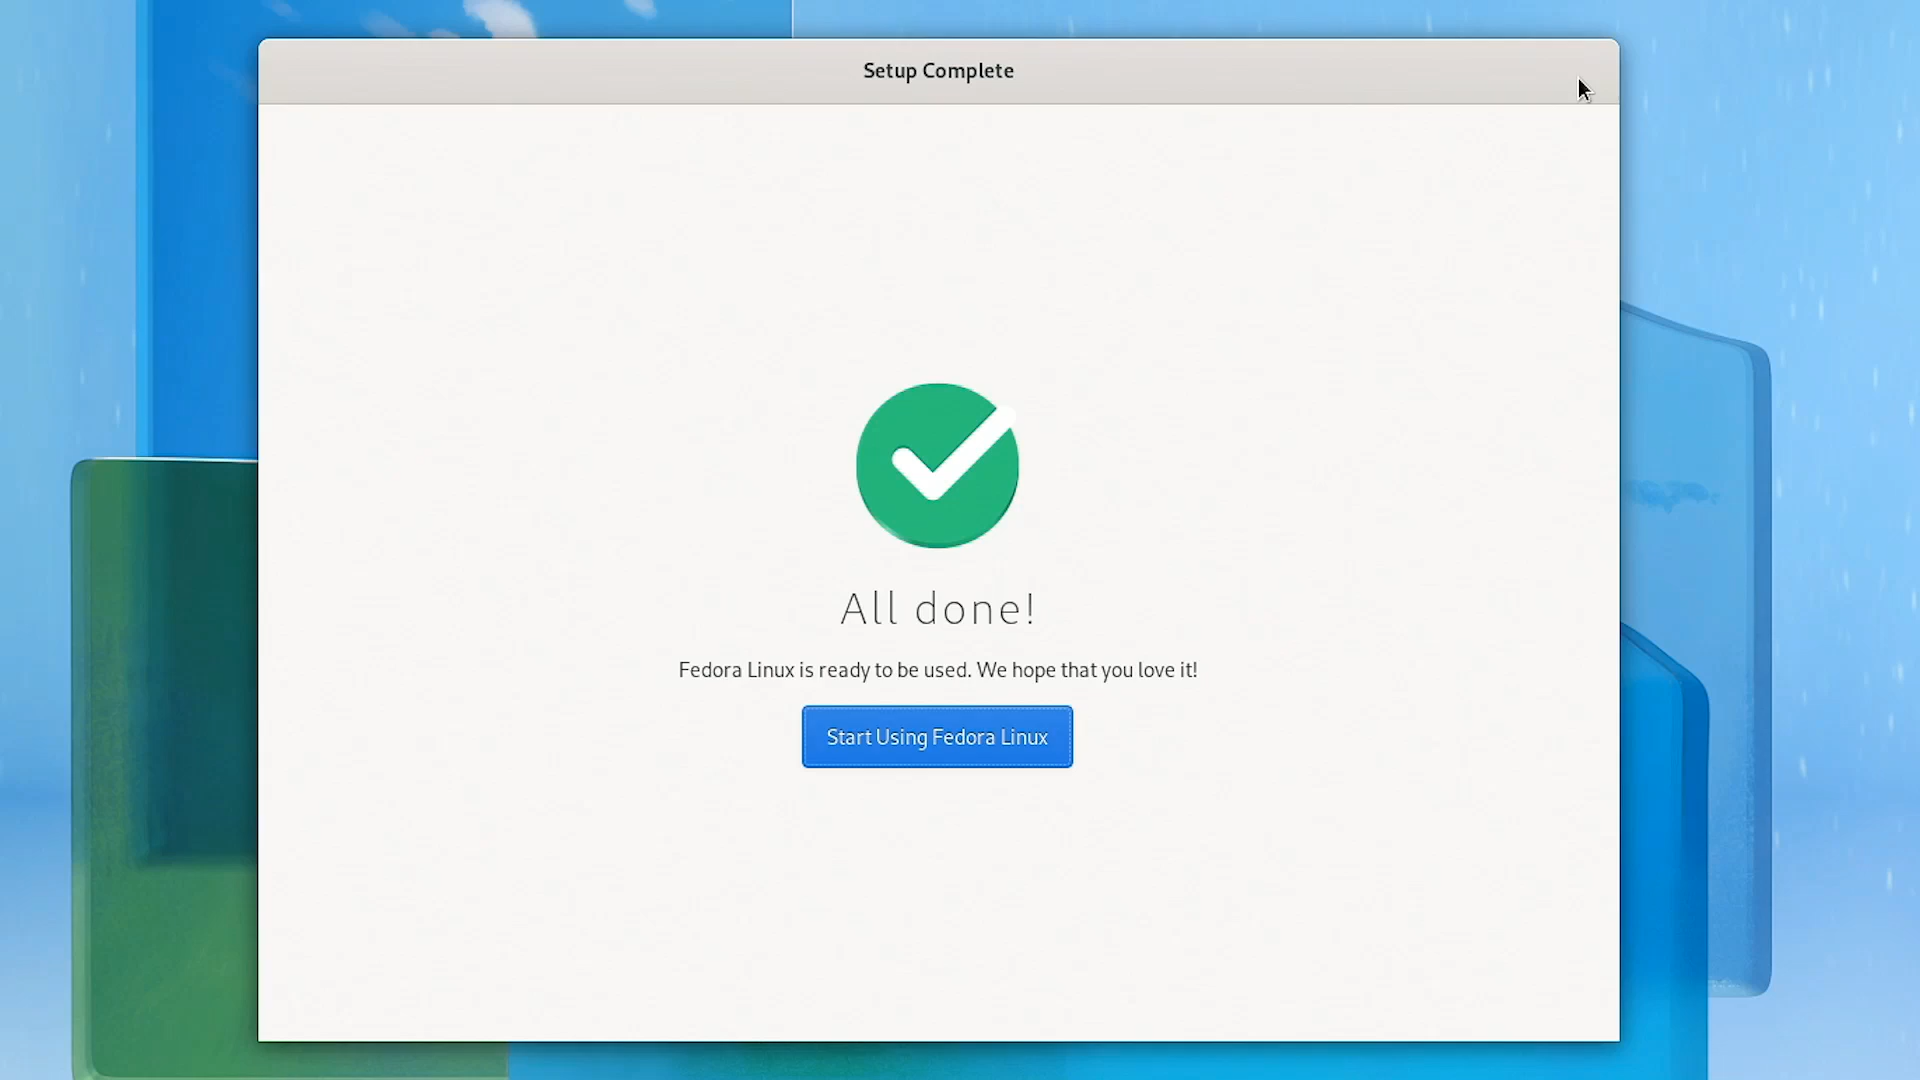 Setup Complete
All done!
Fedora Linux is ready to be used. We hope that you love it!
Start Using Fedora Linux